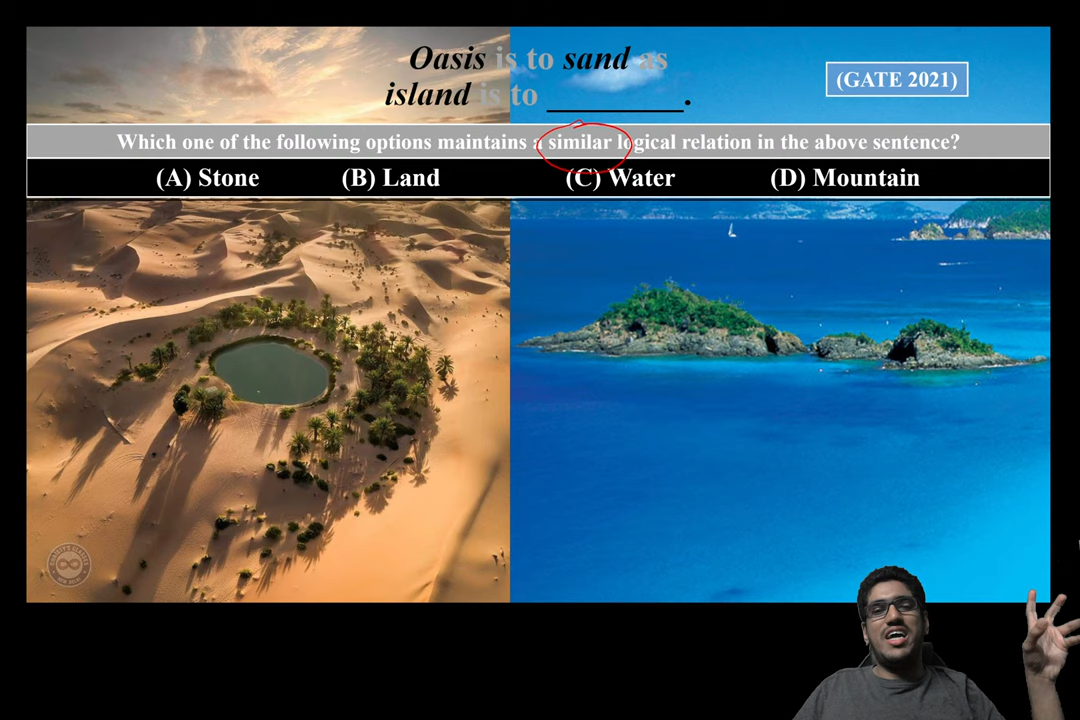 Oasis is to sand as
island is to __________.
(GATE 2021)
Which one of the following options maintains a similar logical relation in the above sentence?
(A) Stone (B) Land (C) Water (D) Mountain